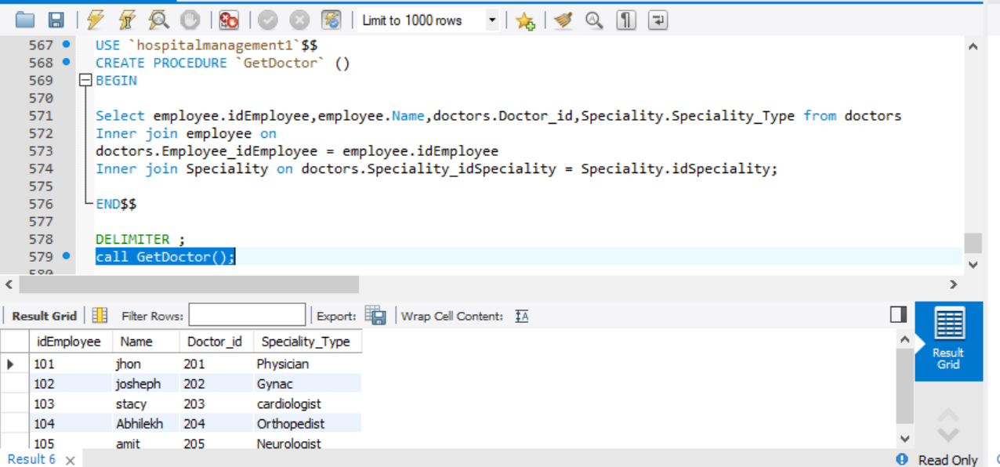 Limit to 1000 rows
567 USE `hospitalmanagement1`$$
568 CREATE PROCEDURE `GetDoctor` ()
569 BEGIN
570
571 Select employee.idEmployee,employee.Name,doctors.Doctor_id,Speciality.Speciality_Type from doctors
572 Inner join employee on
573 doctors.Employee_idEmployee = employee.idEmployee
574 Inner join Speciality on doctors.Speciality_idSpeciality = Speciality.idSpeciality;
575
576 END$$
577
578 DELIMITER ;
579 call GetDoctor();
580
Result Grid Filter Rows: Export: Wrap Cell Content: IA
idEmployee Name Doctor_id Speciality_Type
101 jhon 201 Physician
102 josheph 202 Gynac
103 stacy 203 cardiologist
104 Abhilekh 204 Orthopedist
105 amit 205 Neurologist
Result
Grid
Result 6 Read Only